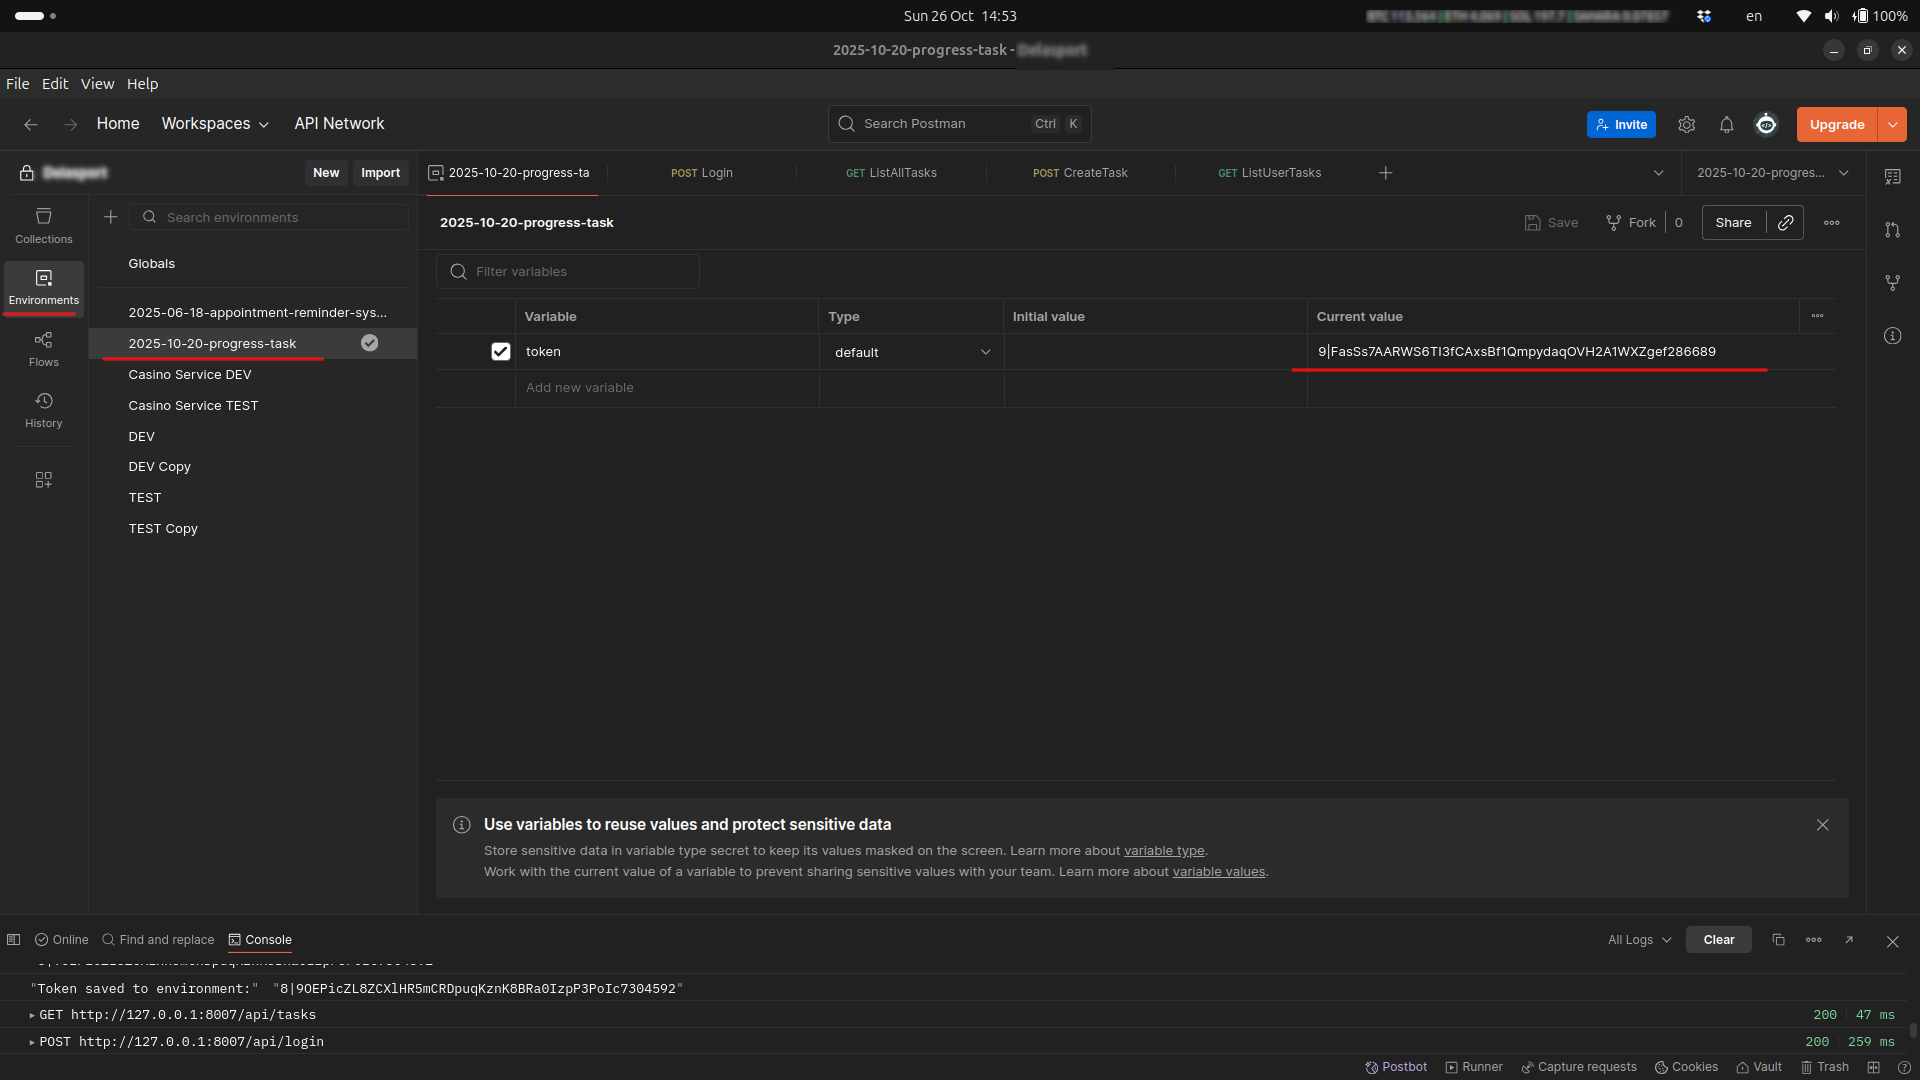 Sun 26 Oct 14:53
en
100%
2025-10-20-progress-task -
File Edit View Help
Home Workspaces API Network
Search Postman Ctrl K
Invite
Upgrade
New Import
2025-10-20-progress-ta
POST Login
GET ListAllTasks
POST CreateTask
GET ListUserTasks
2025-10-20-progres...
Collections
Environments
Flows
History
Search environments
Globals
2025-06-18-appointment-reminder-sys...
2025-10-20-progress-task
Casino Service DEV
Casino Service TEST
DEV
DEV Copy
TEST
TEST Copy
2025-10-20-progress-task
Save Fork 0 Share
Filter variables
Variable Type Initial value Current value
token default 9|FasSs7AARWS6TI3fCAxsBf1QmpydaqOVH2A1WXZgef286689
Add new variable
Use variables to reuse values and protect sensitive data
Store sensitive data in variable type secret to keep its values masked on the screen. Learn more about variable type.
Work with the current value of a variable to prevent sharing sensitive values with your team. Learn more about variable values.
Online Find and replace Console
All Logs Clear
"Token saved to environment:" "8|9OEPicZL8ZCXlHR5mCRDpuqKznK8BRa0IzpP3PoIc7304592"
GET http://127.0.0.1:8007/api/tasks 200 47 ms
POST http://127.0.0.1:8007/api/login 200 259 ms
Postbot Runner Capture requests Cookies Vault Trash